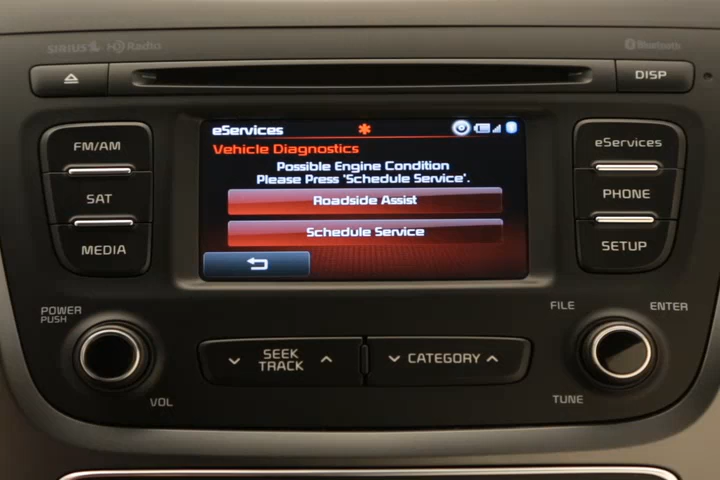 SIRIUS HD Radio
Bluetooth
DISP
FM/AM
SAT
MEDIA
eServices
Vehicle Diagnostics
Possible Engine Condition
Please Press 'Schedule Service'.
Roadside Assist
Schedule Service
eServices
PHONE
SETUP
POWER
PUSH
VOL
SEEK
TRACK
CATEGORY
FILE
ENTER
TUNE